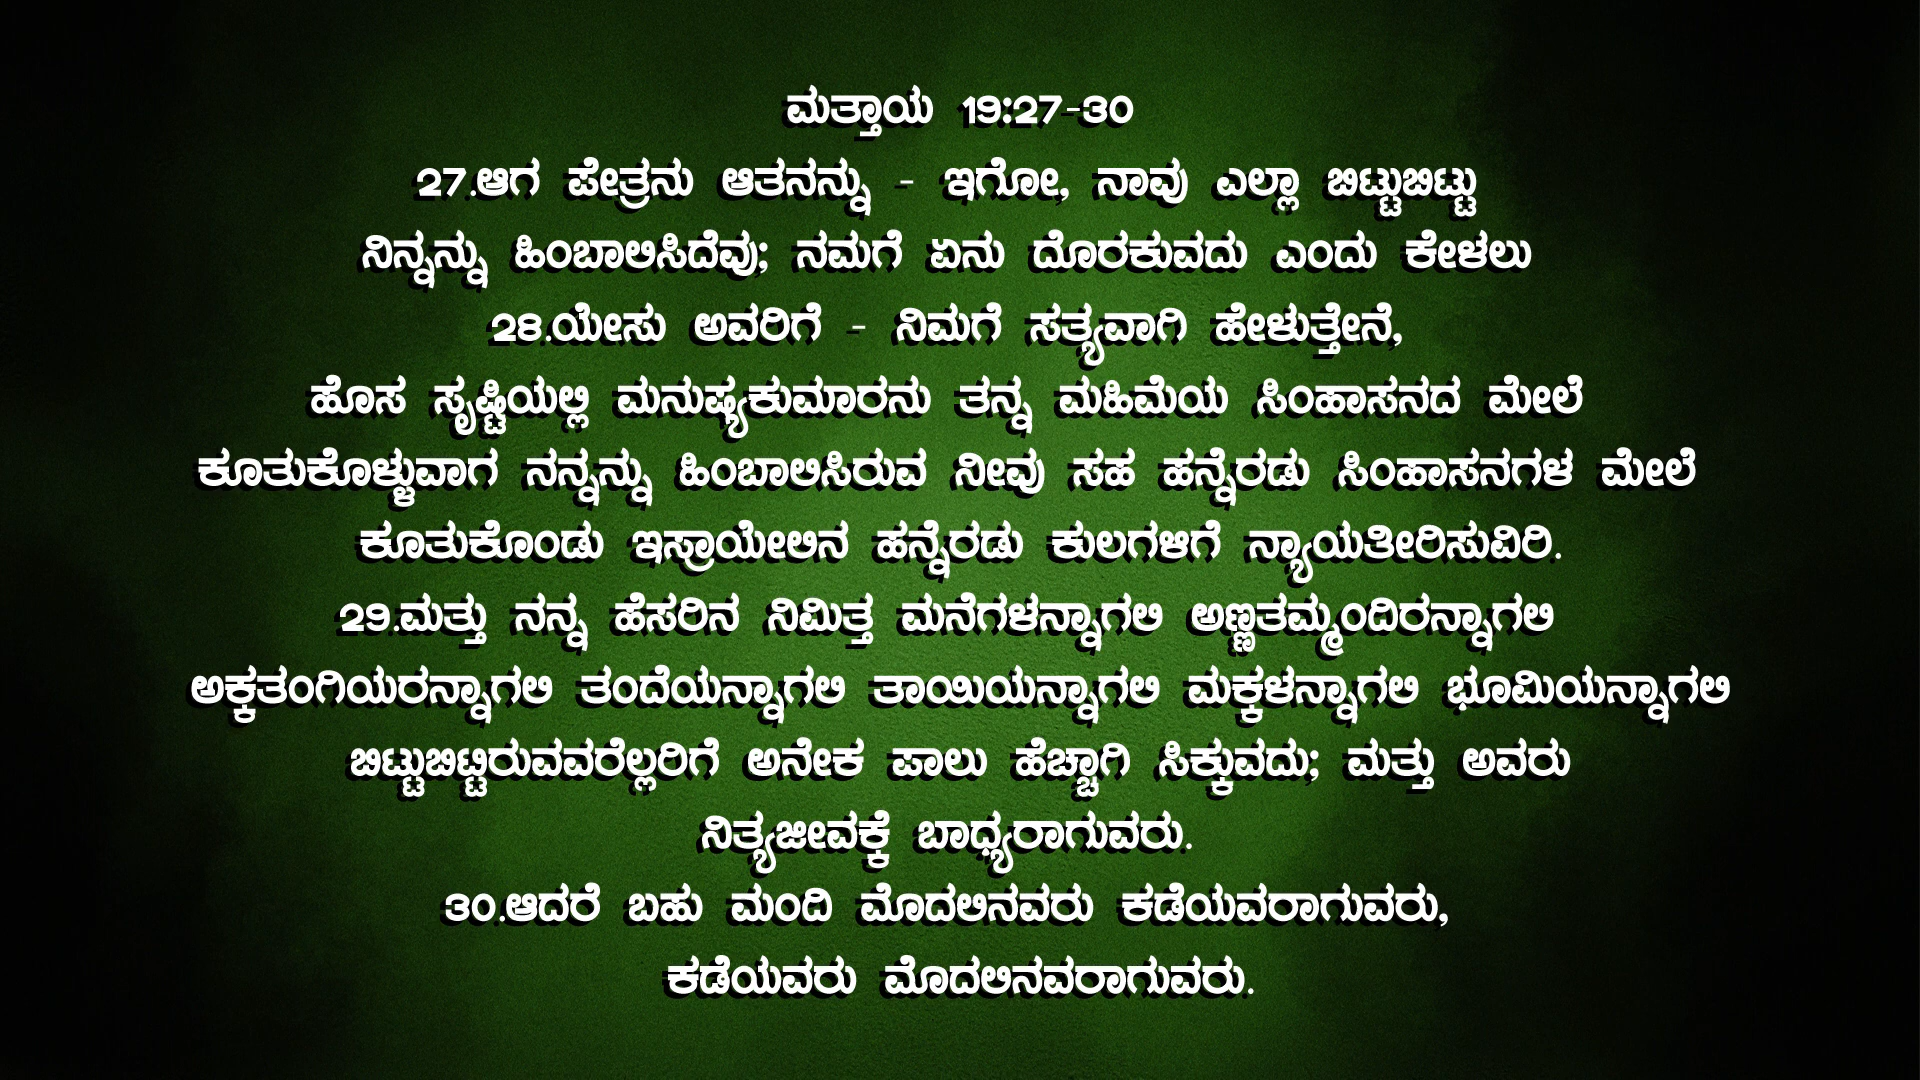 ಮತ್ತಾಯ 19:27-30
27.ಆಗ ಪೇತ್ರನು ಆತನನ್ನು - ಇಗೋ, ನಾವು ಎಲ್ಲಾ ಬಿಟ್ಟುಬಿಟ್ಟು
ನಿನ್ನನ್ನು ಹಿಂಬಾಲಿಸಿದೆವು; ನಮಗೆ ಏನು ದೊರಕುವದು ಎಂದು ಕೇಳಲು
28.ಯೇಸು ಅವರಿಗೆ - ನಿಮಗೆ ಸತ್ಯವಾಗಿ ಹೇಳುತ್ತೇನೆ,
ಹೊಸ ಸೃಷ್ಟಿಯಲ್ಲಿ ಮನುಷ್ಯಕುಮಾರನು ತನ್ನ ಮಹಿಮೆಯ ಸಿಂಹಾಸನದ ಮೇಲೆ
ಕೂತುಕೊಳ್ಳುವಾಗ ನನ್ನನ್ನು ಹಿಂಬಾಲಿಸಿರುವ ನೀವು ಸಹ ಹನ್ನೆರಡು ಸಿಂಹಾಸನಗಳ ಮೇಲೆ
ಕೂತುಕೊಂಡು ಇಸ್ರಾಯೇಲಿನ ಹನ್ನೆರಡು ಕುಲಗಳಿಗೆ ನ್ಯಾಯತೀರಿಸುವಿರಿ.
29.ಮತ್ತು ನನ್ನ ಹೆಸರಿನ ನಿಮಿತ್ತ ಮನೆಗಳನ್ನಾಗಲಿ ಅಣ್ಣತಮ್ಮಂದಿರನ್ನಾಗಲಿ
ಅಕ್ಕತಂಗಿಯರನ್ನಾಗಲಿ ತಂದೆಯನ್ನಾಗಲಿ ತಾಯಿಯನ್ನಾಗಲಿ ಮಕ್ಕಳನ್ನಾಗಲಿ ಭೂಮಿಯನ್ನಾಗಲಿ
ಬಿಟ್ಟುಬಿಟ್ಟಿರುವವರೆಲ್ಲರಿಗೆ ಅನೇಕ ಪಾಲು ಹೆಚ್ಚಾಗಿ ಸಿಕ್ಕುವದು; ಮತ್ತು ಅವರು
ನಿತ್ಯಜೀವಕ್ಕೆ ಬಾಧ್ಯರಾಗುವರು.
30.ಆದರೆ ಬಹು ಮಂದಿ ಮೊದಲಿನವರು ಕಡೆಯವರಾಗುವರು,
ಕಡೆಯವರು ಮೊದಲಿನವರಾಗುವರು.